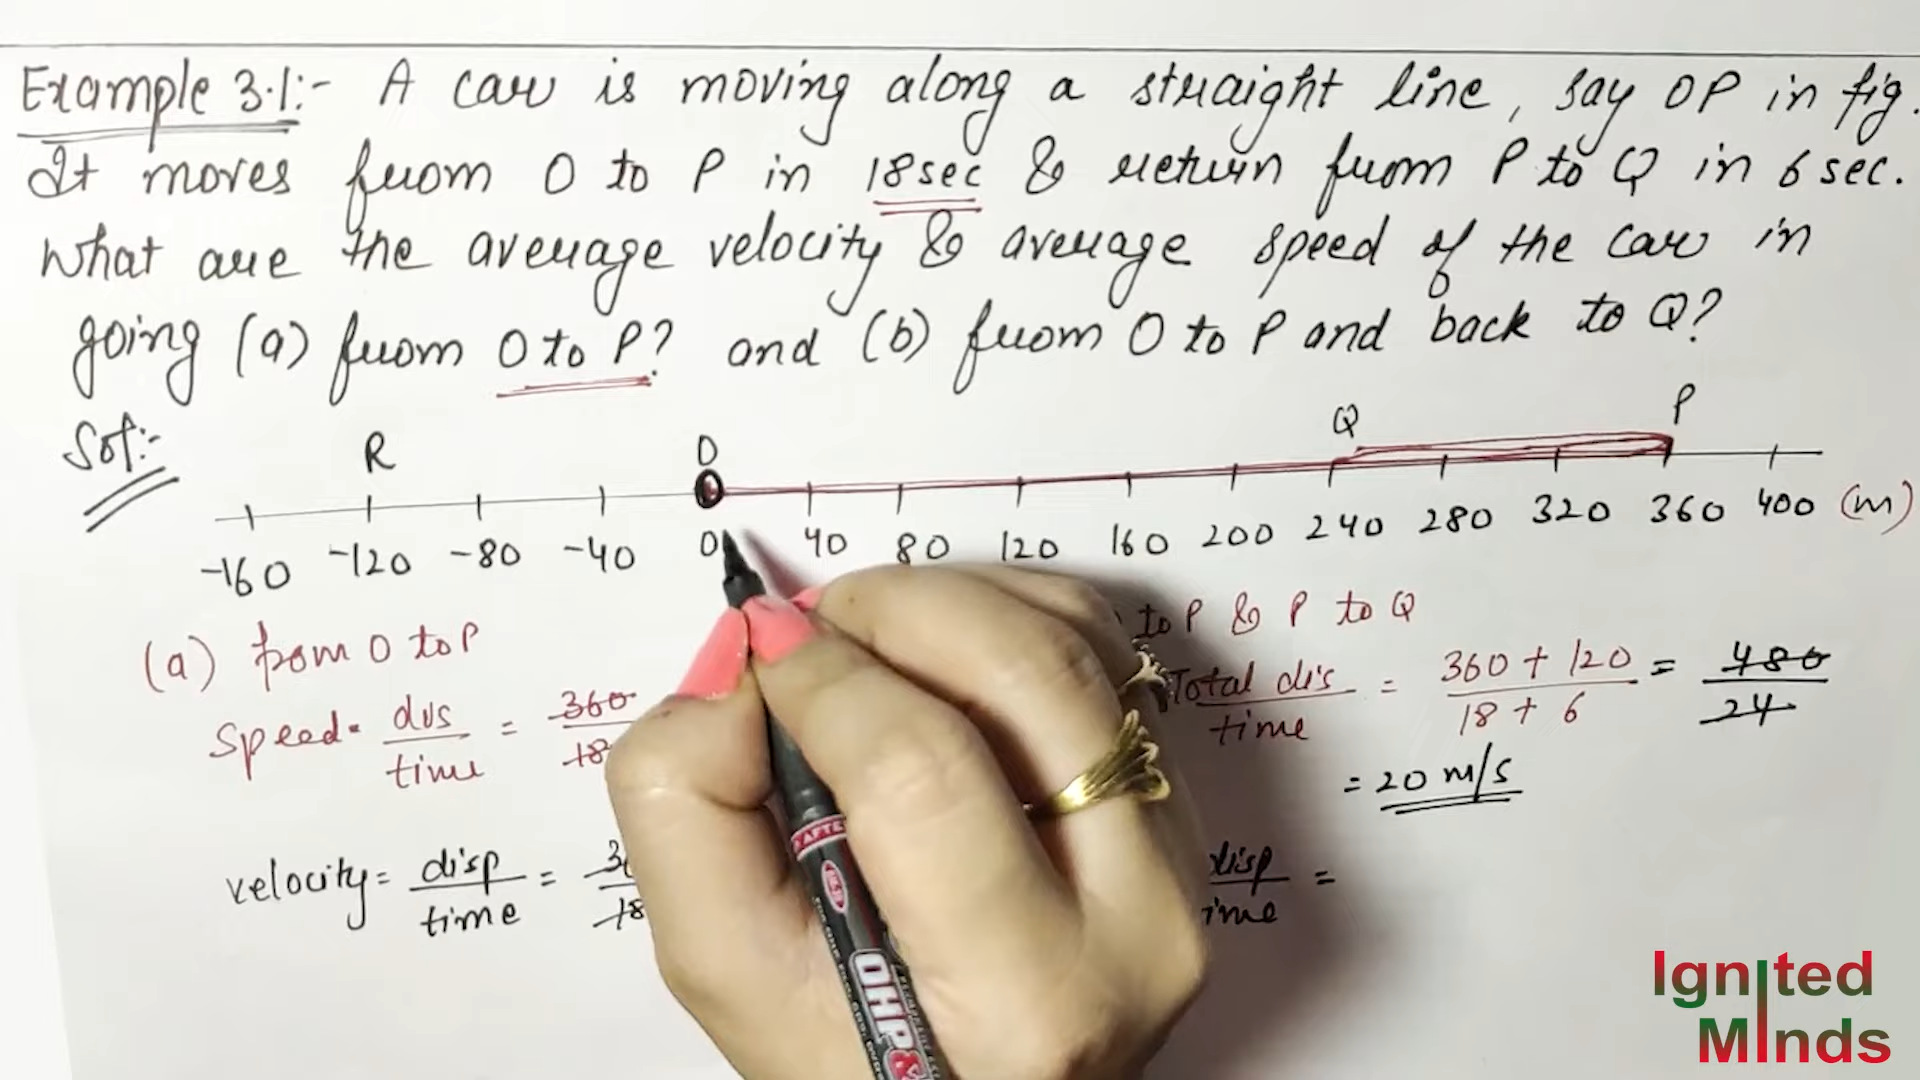 Example 3.1:- A car is moving along a straight line, say OP in fig.
It moves from O to P in 18 sec & return from P to Q in 6 sec.
What are the average velocity & average speed of the car in
going (a) from O to P? and (b) from O to P and back to Q?
Sol:-
R O Q P
-160 -120 -80 -40 0 40 80 120 160 200 240 280 320 360 400 (m)
(a) from O to P
to P & P to Q
Speed = dis/time = 360/18
Total dis/time = 360 + 120/18 + 6 = 480/24
= 20 m/s
velocity = disp/time =
disp/ime =
OHP
Ignited
Minds